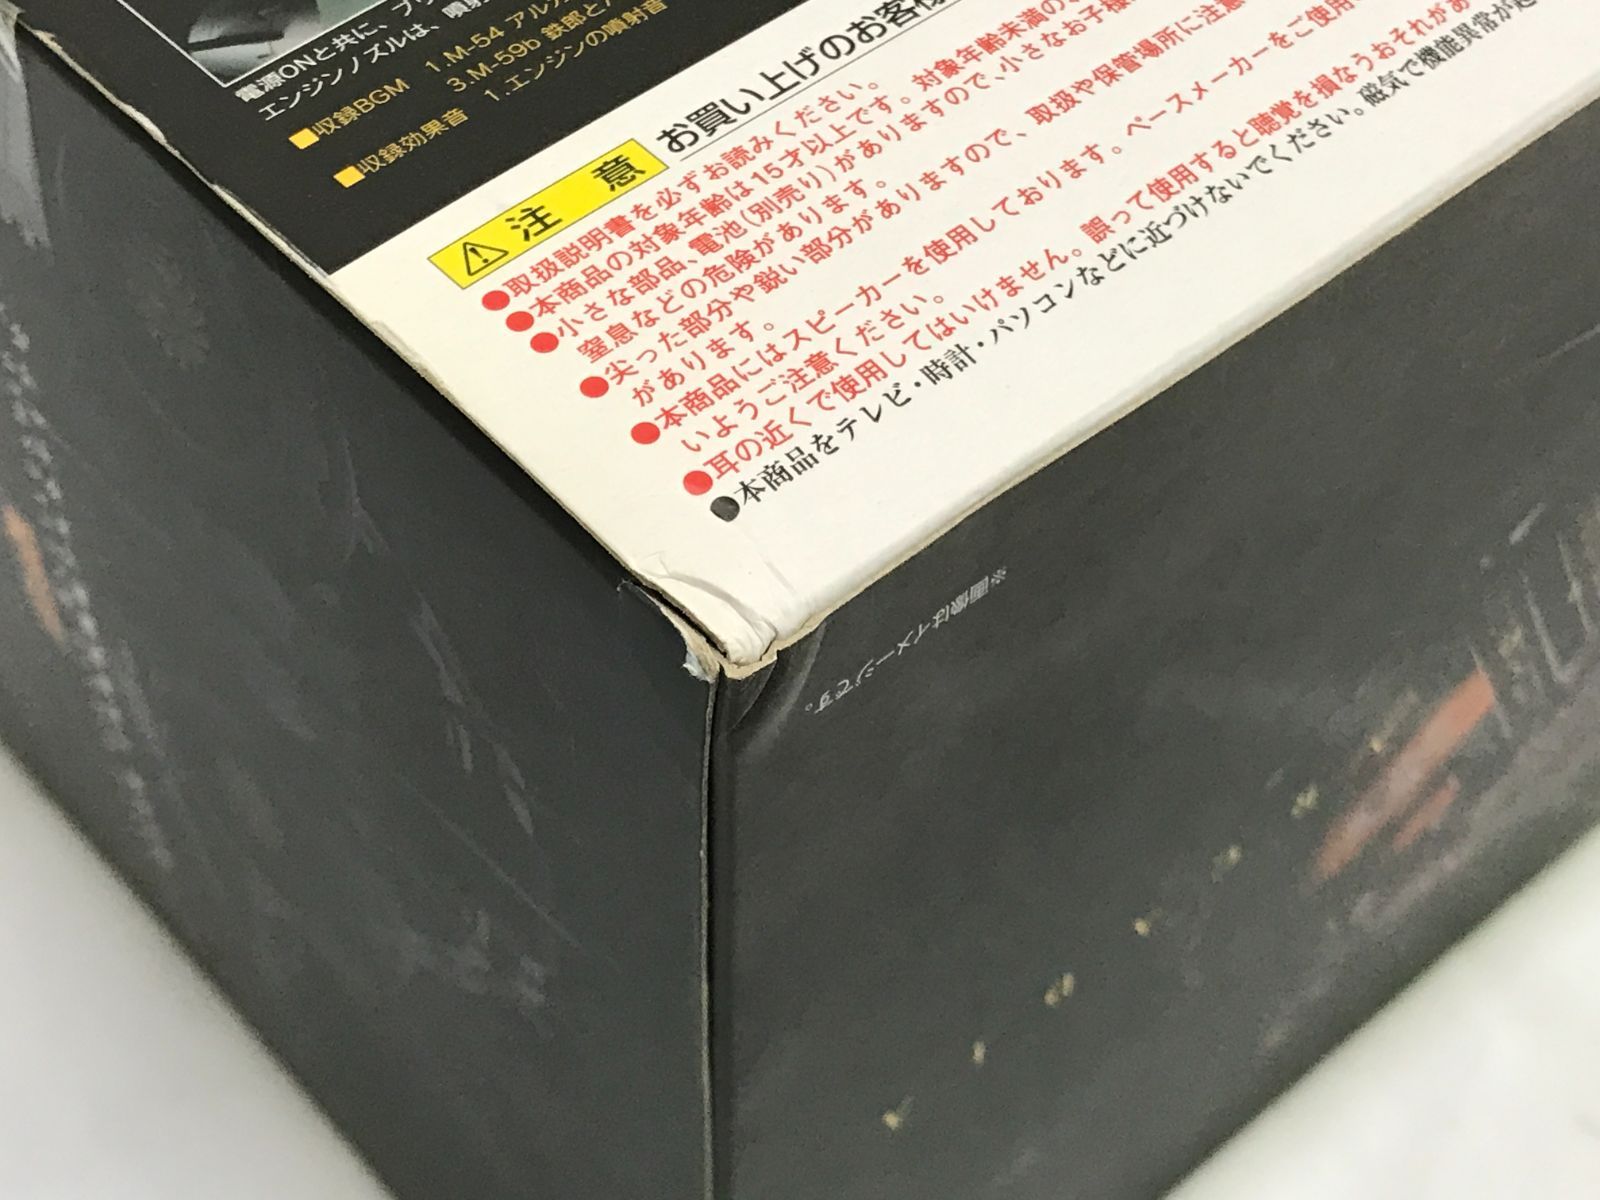 電源ONと共に、ブリ
エンジンノズルは、噴射
■収録BGM 1.M-54 アルカ
3.M-59b 鉄郎と
■収録効果音 1.エンジンの噴射音
⚠注 意
お買い上げのお客様
●取扱説明書を必ずお読みください。
●本商品の対象年齢は15才以上です。対象年齢未満の
●小さな部品、電池(別売り)がありますので、小さなお子様
窒息などの危険があります。
●尖った部分や鋭い部分がありますので、取扱や保管場所に注意
があります。
●本商品にはスピーカーを使用しております。ペースメーカーをご使用
いようご注意ください。
●耳の近くで使用してはいけません。誤って使用すると聴覚を損なうおそれがあ
●本商品をテレビ・時計・パソコンなどに近づけないでください。磁気で機能異常が起
※画像はイメージです。